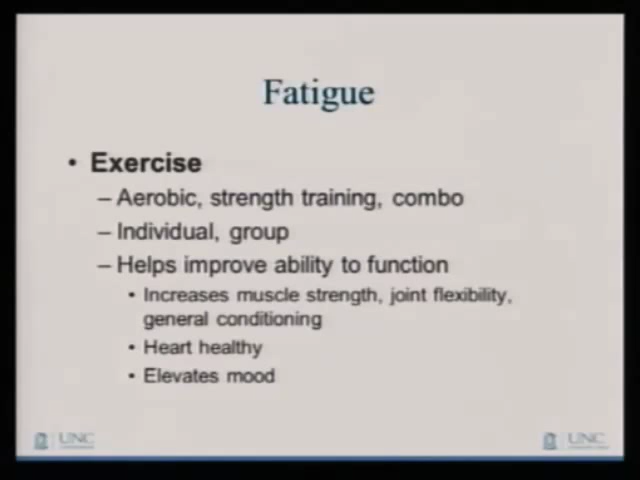 Fatigue
• Exercise
– Aerobic, strength training, combo
– Individual, group
– Helps improve ability to function
• Increases muscle strength, joint flexibility,
general conditioning
• Heart healthy
• Elevates mood
UNC UNC